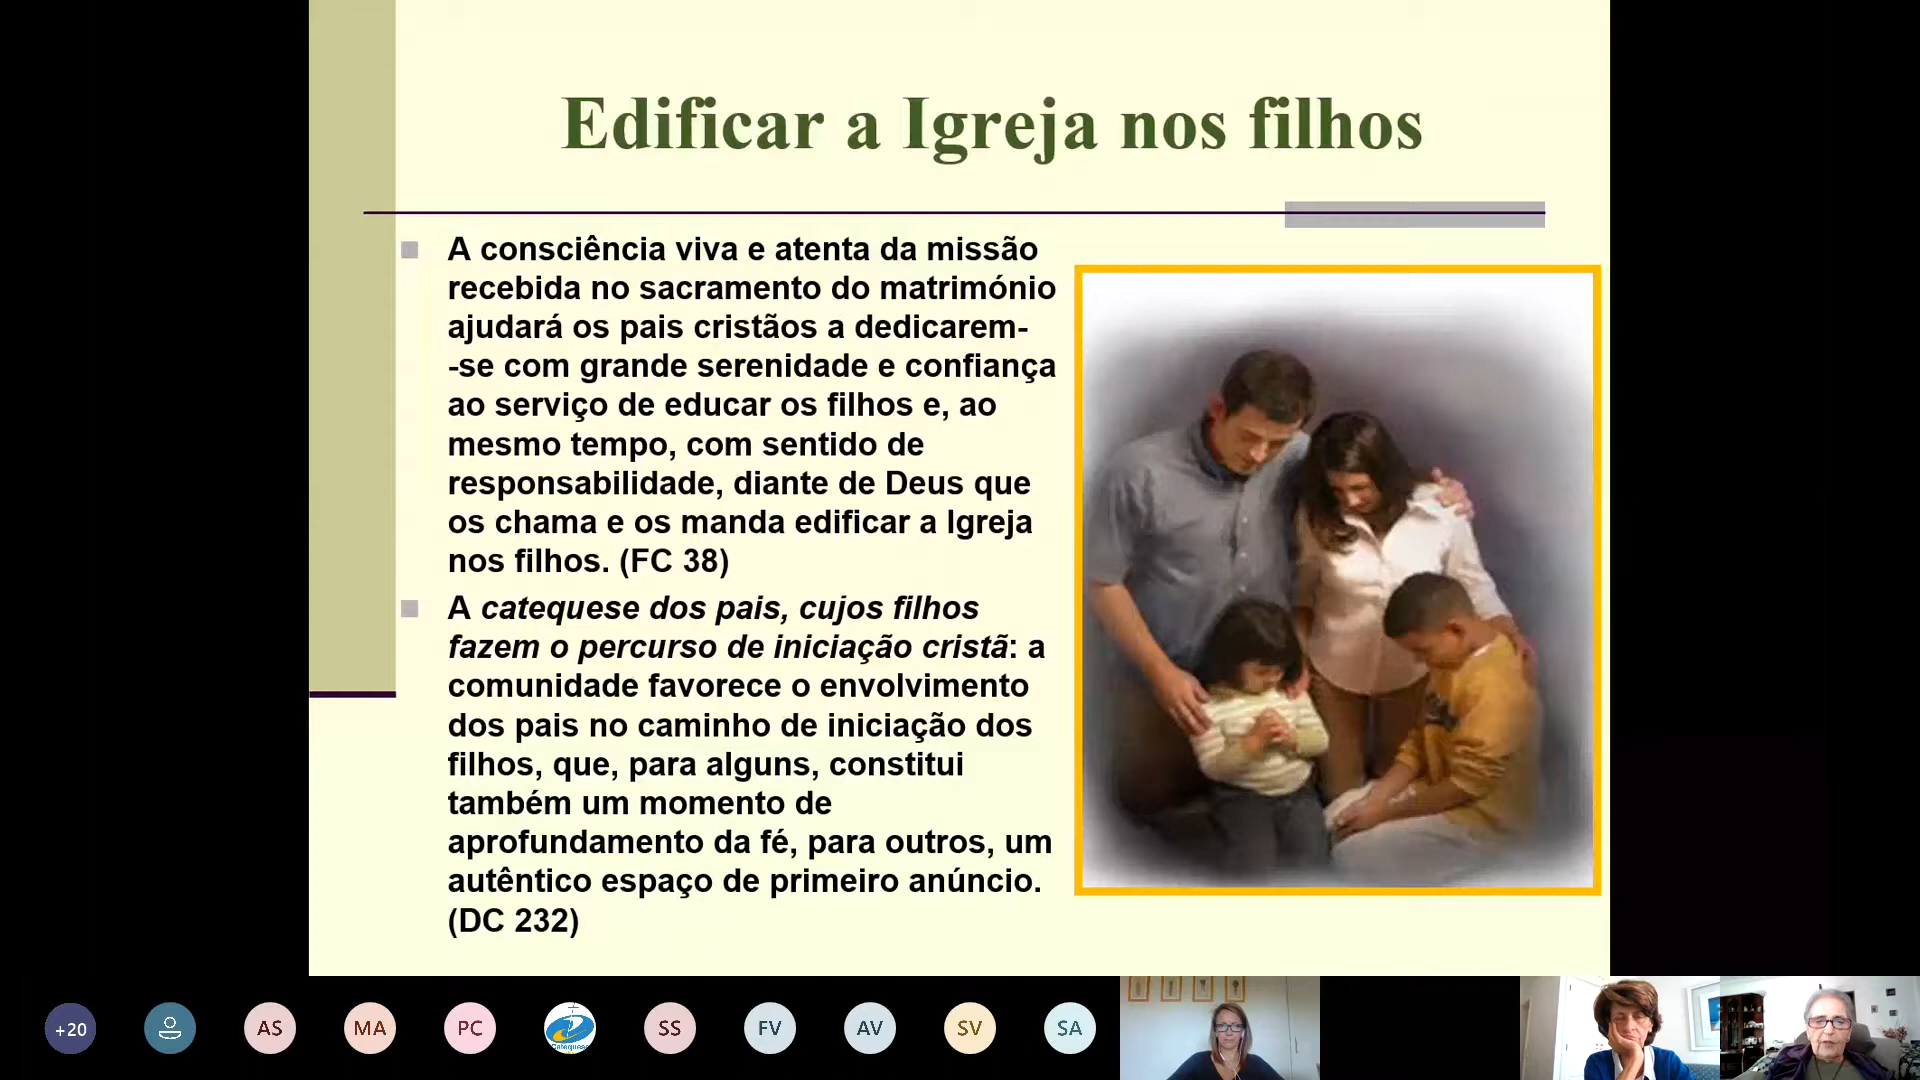 Edificar a Igreja nos filhos
A consciência viva e atenta da missão
recebida no sacramento do matrimónio
ajudará os pais cristãos a dedicarem-
-se com grande serenidade e confiança
ao serviço de educar os filhos e, ao
mesmo tempo, com sentido de
responsabilidade, diante de Deus que
os chama e os manda edificar a Igreja
nos filhos. (FC 38)
A catequese dos pais, cujos filhos
fazem o percurso de iniciação cristã: a
comunidade favorece o envolvimento
dos pais no caminho de iniciação dos
filhos, que, para alguns, constitui
também um momento de
aprofundamento da fé, para outros, um
autêntico espaço de primeiro anúncio.
(DC 232)
+20 AS MA PC Catequese SS FV AV SV SA